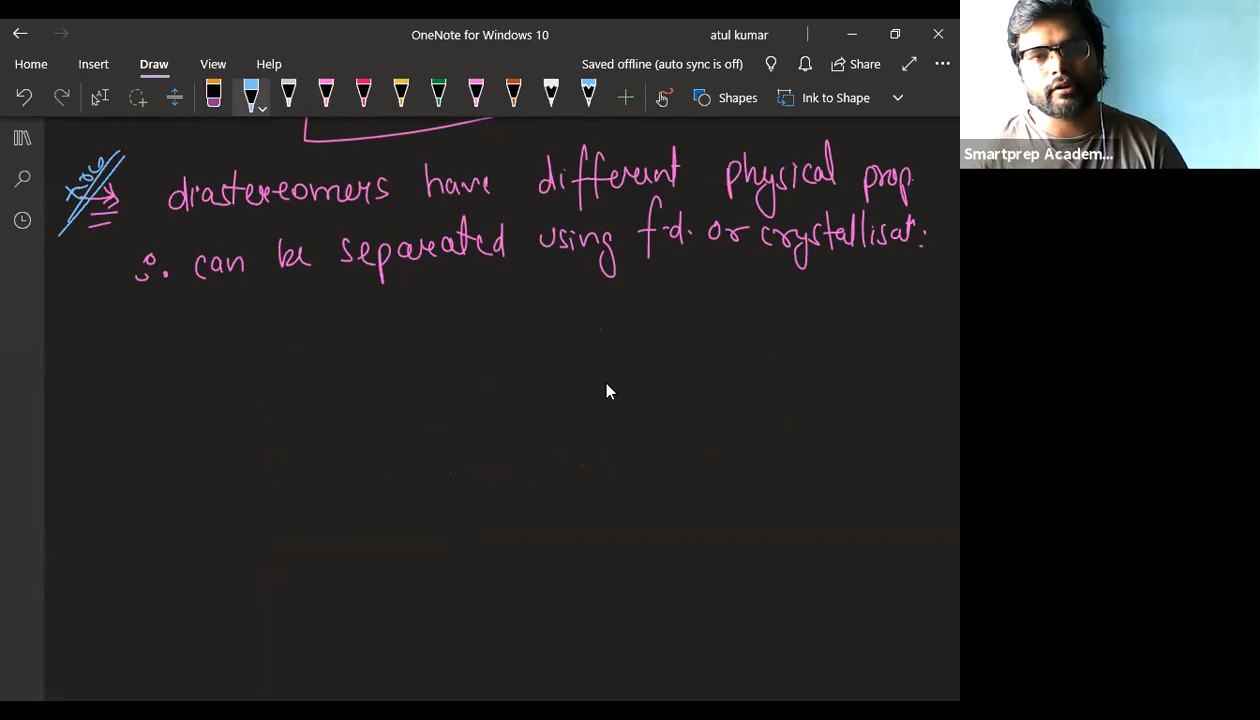 OneNote for Windows 10
atul kumar
Home Insert Draw View Help
Saved offline (auto sync is off)
Share
Shapes
Ink to Shape
Smartprep Academ...
Note
diastereomers have different physical prop.
∴ can be separated using f.d. or crystallisat: